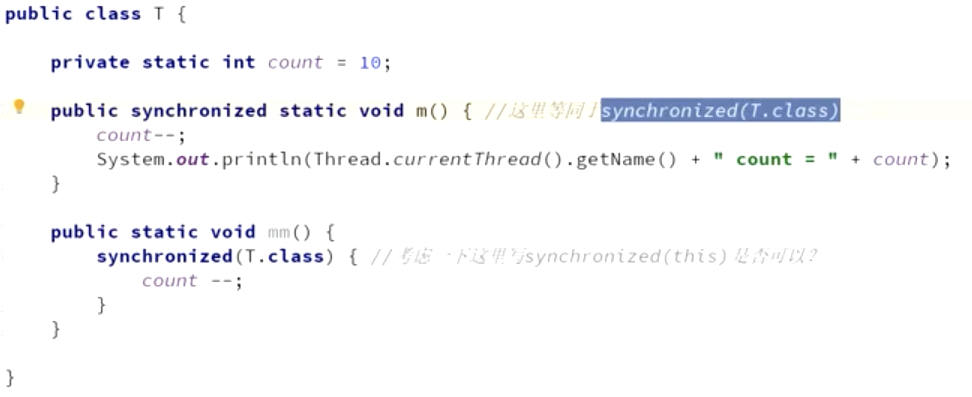 public class T {
private static int count = 10;
public synchronized static void m() { //这里等同于synchronized(T.class)
count--;
System.out.println(Thread.currentThread().getName() + " count = " + count);
}
public static void mm() {
synchronized(T.class) { //考虑一下这里写synchronized(this)是否可以?
count --;
}
}
}